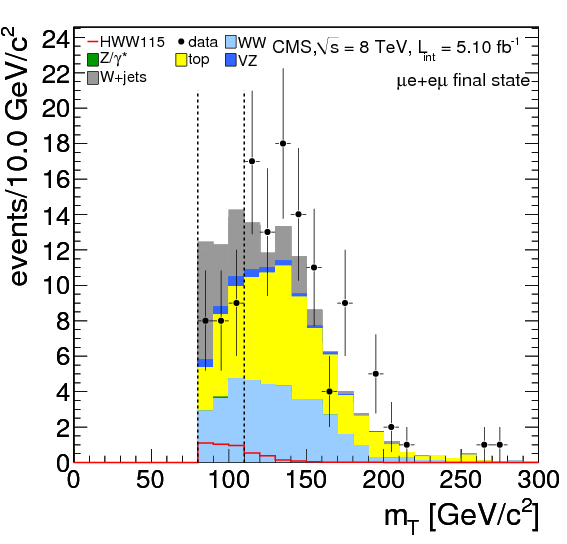 HWW115 data WW CMS,√s = 8 TeV, L_int = 5.10 fb⁻¹
Z/γ* top VZ
W+jets
μe+eμ final state
events/10.0 GeV/c²
24
22
20
18
16
14
12
10
8
6
4
2
0
0 50 100 150 200 250 300
m_T [GeV/c²]